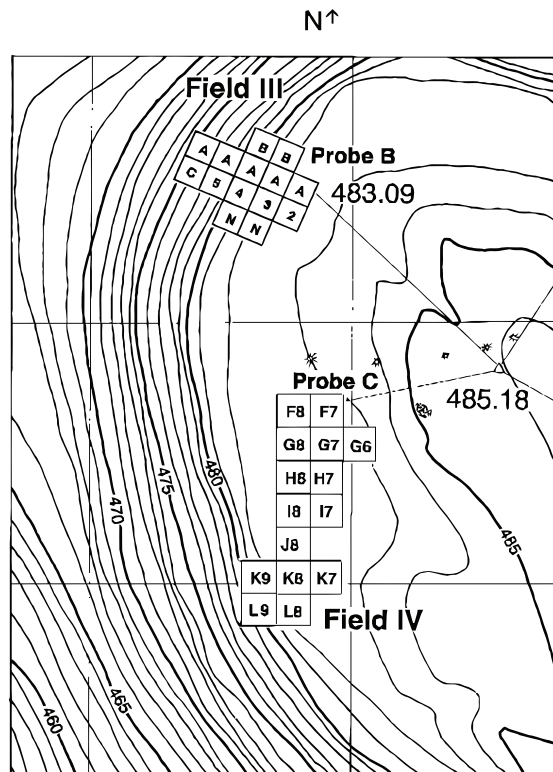 N↑
Field III
B B
A A A A A
Probe B
C 5 4 3 2
483.09
N N
Probe C
485.18
F8 F7
G8 G7 G6
480
H8 H7
475
I8 I7
470
485
J8
K9 K8 K7
L9 L8
Field IV
465
460